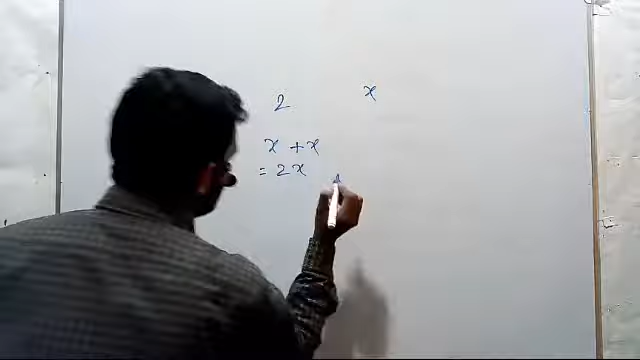 2 x
x + x
= 2x